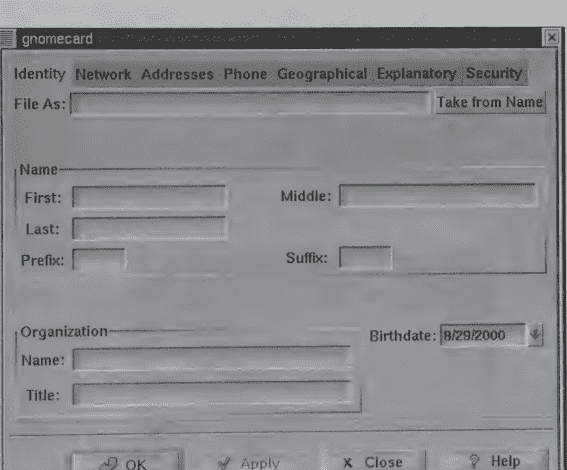 gnomecard
Identity Network Addresses Phone Geographical Explanatory Security
File As: Take from Name
Name
First: Middle:
Last:
Prefix: Suffix:
Organization Birthdate: 8/29/2000
Name:
Title:
OK Apply x Close ? Help